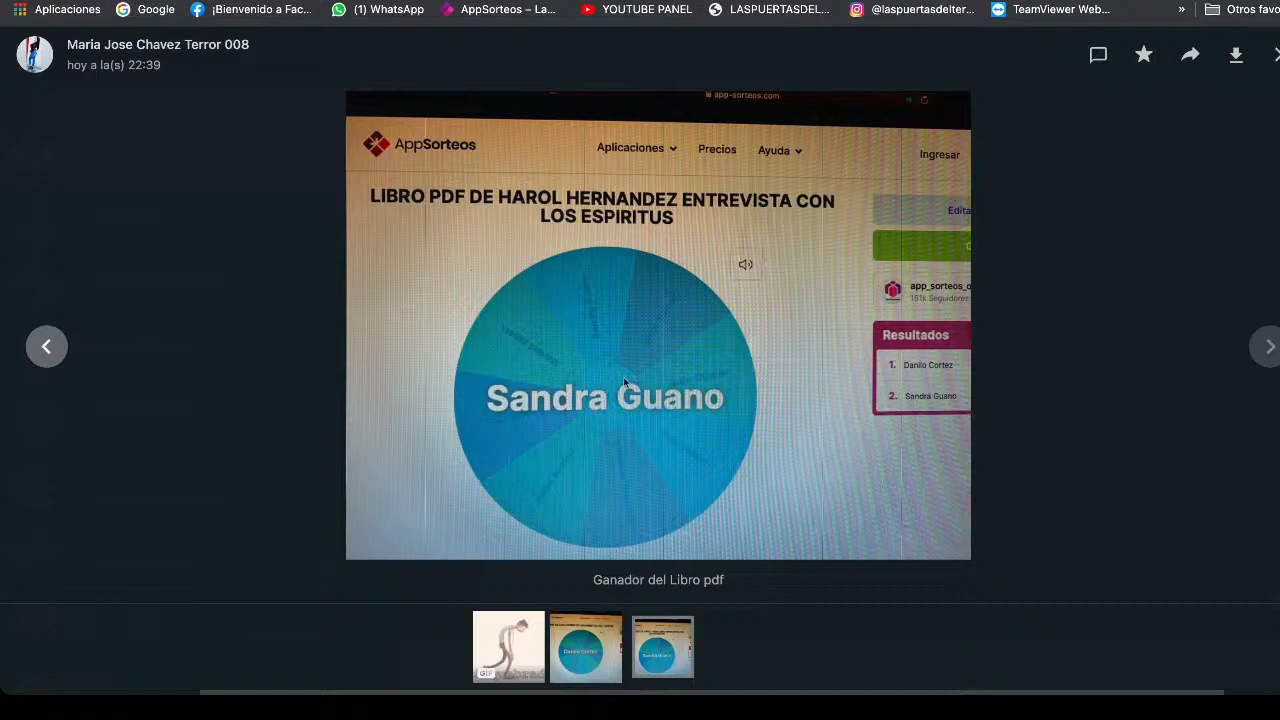 Aplicaciones
Google
¡Bienvenido a Fac...
(1) WhatsApp
AppSorteos – La...
YOUTUBE PANEL
LASPUERTASDEL...
@laspuertasdelter...
TeamViewer Web...
»
Otros favo
Maria Jose Chavez Terror 008
hoy a la(s) 22:39
app-sorteos.com
AppSorteos
Aplicaciones
Precios
Ayuda
Ingresar
LIBRO PDF DE HAROL HERNANDEZ ENTREVISTA CON
LOS ESPIRITUS
Edita
G
app_sorteos_o
151k Seguidores
Resultados
1. Danilo Cortez
2. Sandra Guano
Sandra Guano
Ganador del Libro pdf
GIF
Danilo Cortez
Sandra Guano